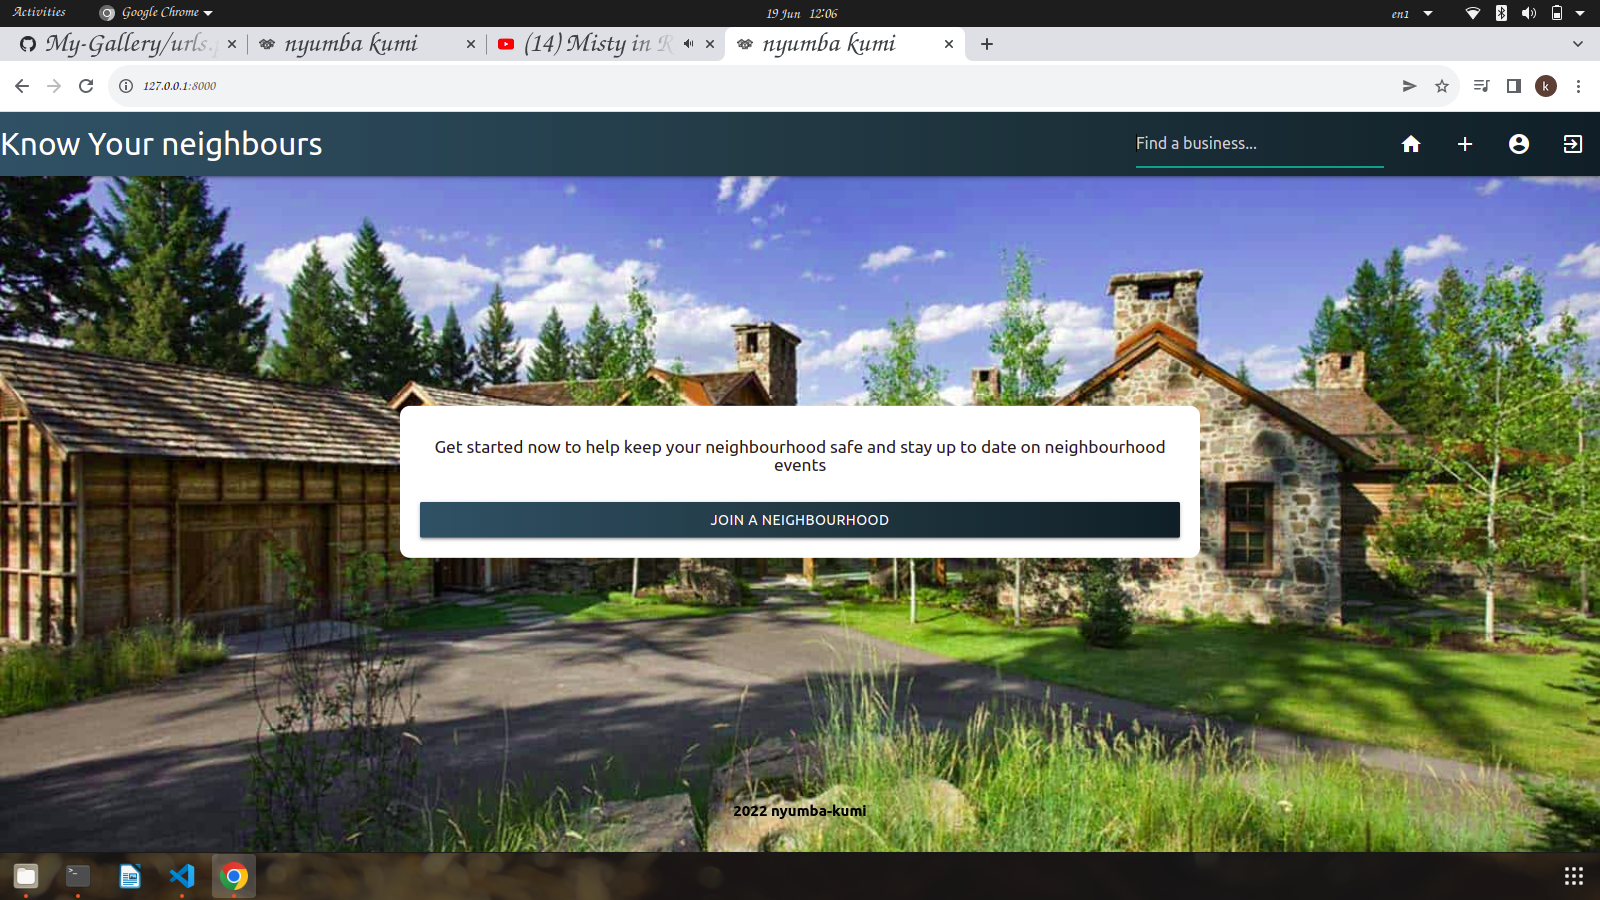 Activities
Google Chrome
19 Jun 12:06
en1
My-Gallery/urls.p
nyumba kumi
(14) Misty in R
nyumba kumi
127.0.0.1:8000
k
Know Your neighbours
Find a business...
Get started now to help keep your neighbourhood safe and stay up to date on neighbourhood
events
JOIN A NEIGHBOURHOOD
2022 nyumba-kumi